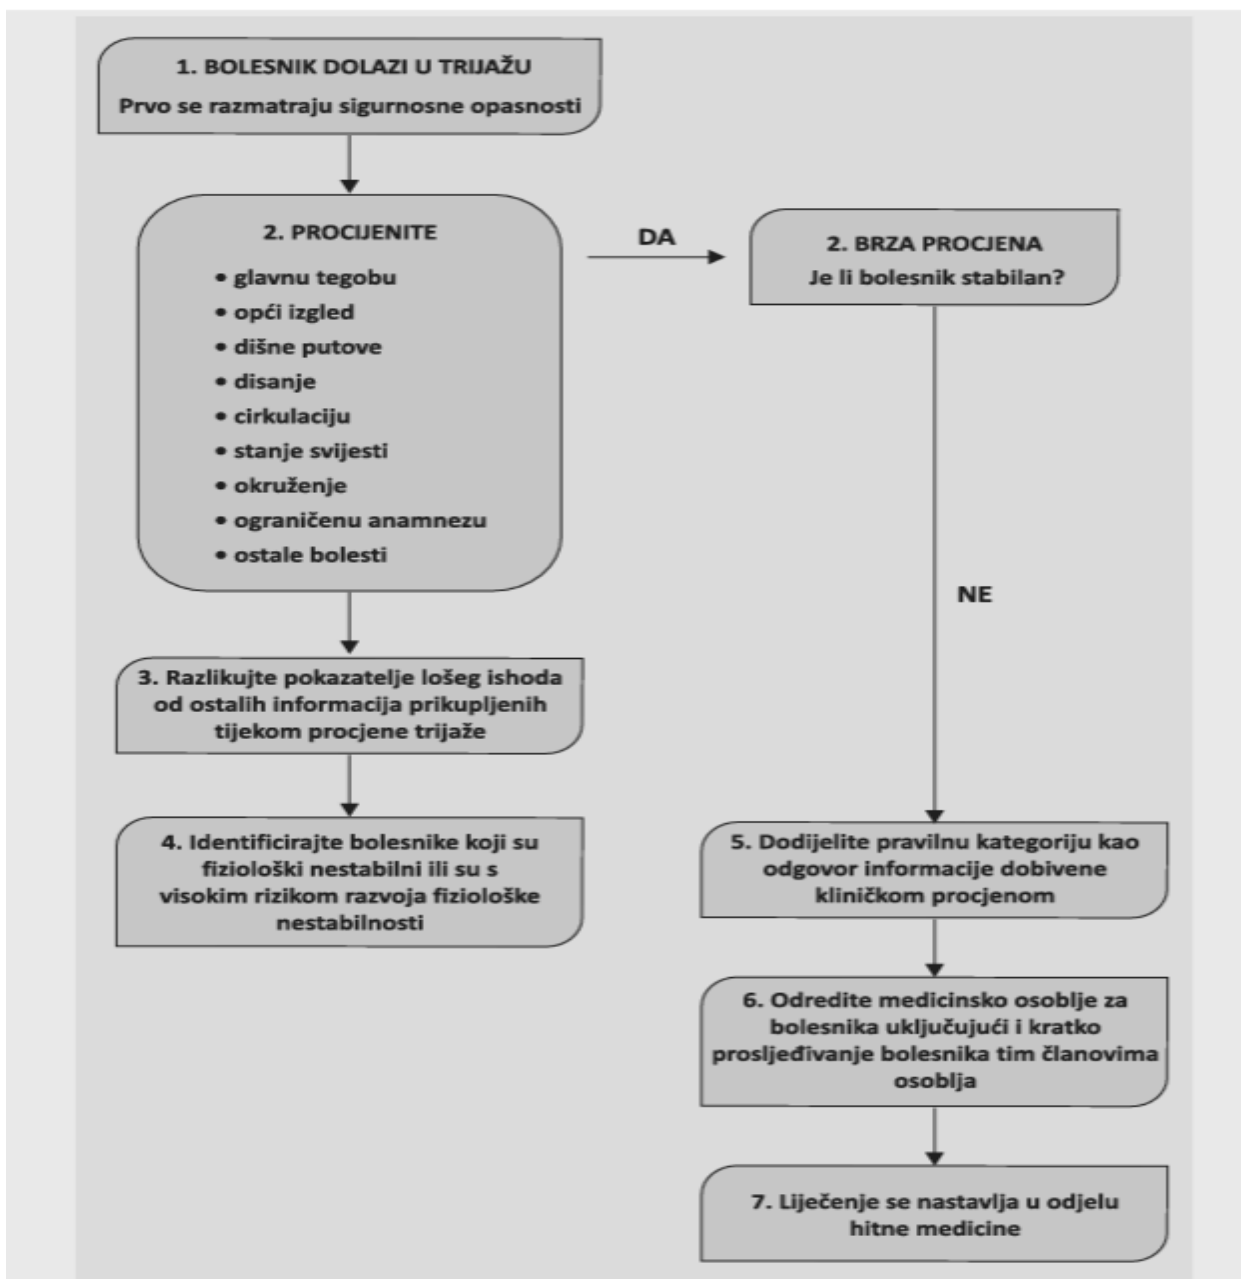 1. BOLESNIK DOLAZI U TRIJAŽU
Prvo se razmatraju sigurnosne opasnosti
2. PROCIJENITE
• glavnu tegobu
• opći izgled
• dišne putove
• disanje
• cirkulaciju
• stanje svijesti
• okruženje
• ograničenu anamnezu
• ostale bolesti
DA
2. BRZA PROCJENA
Je li bolesnik stabilan?
NE
3. Razlikujte pokazatelje lošeg ishoda
od ostalih informacija prikupljenih
tijekom procjene trijaže
4. Identificirajte bolesnike koji su
fiziološki nestabilni ili su s
visokim rizikom razvoja fiziološke
nestabilnosti
5. Dodijelite pravilnu kategoriju kao
odgovor informacije dobivene
kliničkom procjenom
6. Odredite medicinsko osoblje za
bolesnika uključujući i kratko
prosljeđivanje bolesnika tim članovima
osoblja
7. Liječenje se nastavlja u odjelu
hitne medicine